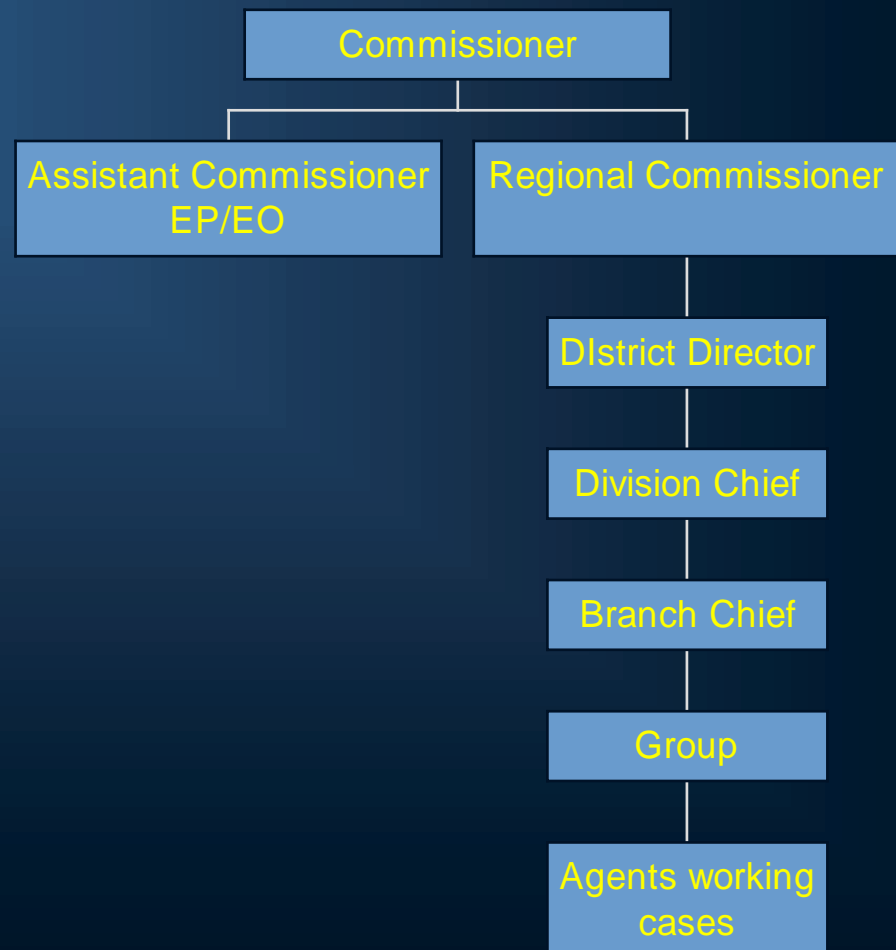 Commissioner
Assistant Commissioner
EP/EO
Regional Commissioner
DIstrict Director
Division Chief
Branch Chief
Group
Agents working
cases